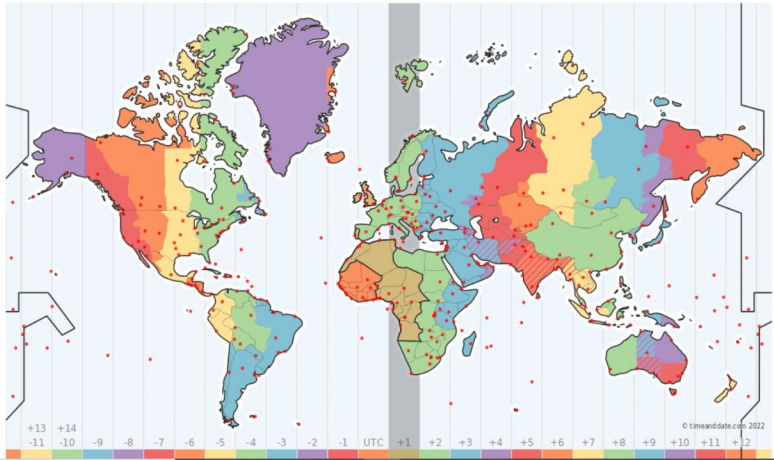 © timeanddate.com 2022
+13 +14
-11 -10 -9 -8 -7 -6 -5 -4 -3 -2 -1 UTC +1 +2 +3 +4 +5 +6 +7 +8 +9 +10 +11 +12